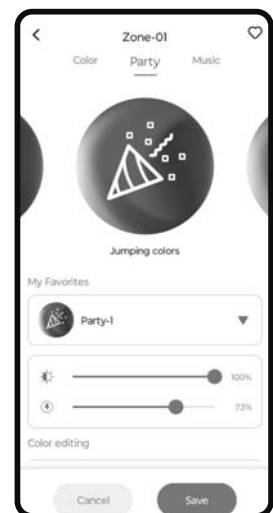 Zone-01
Color Party Music
Jumping colors
My Favorites
Party-1
100%
73%
Color editing
Cancel Save